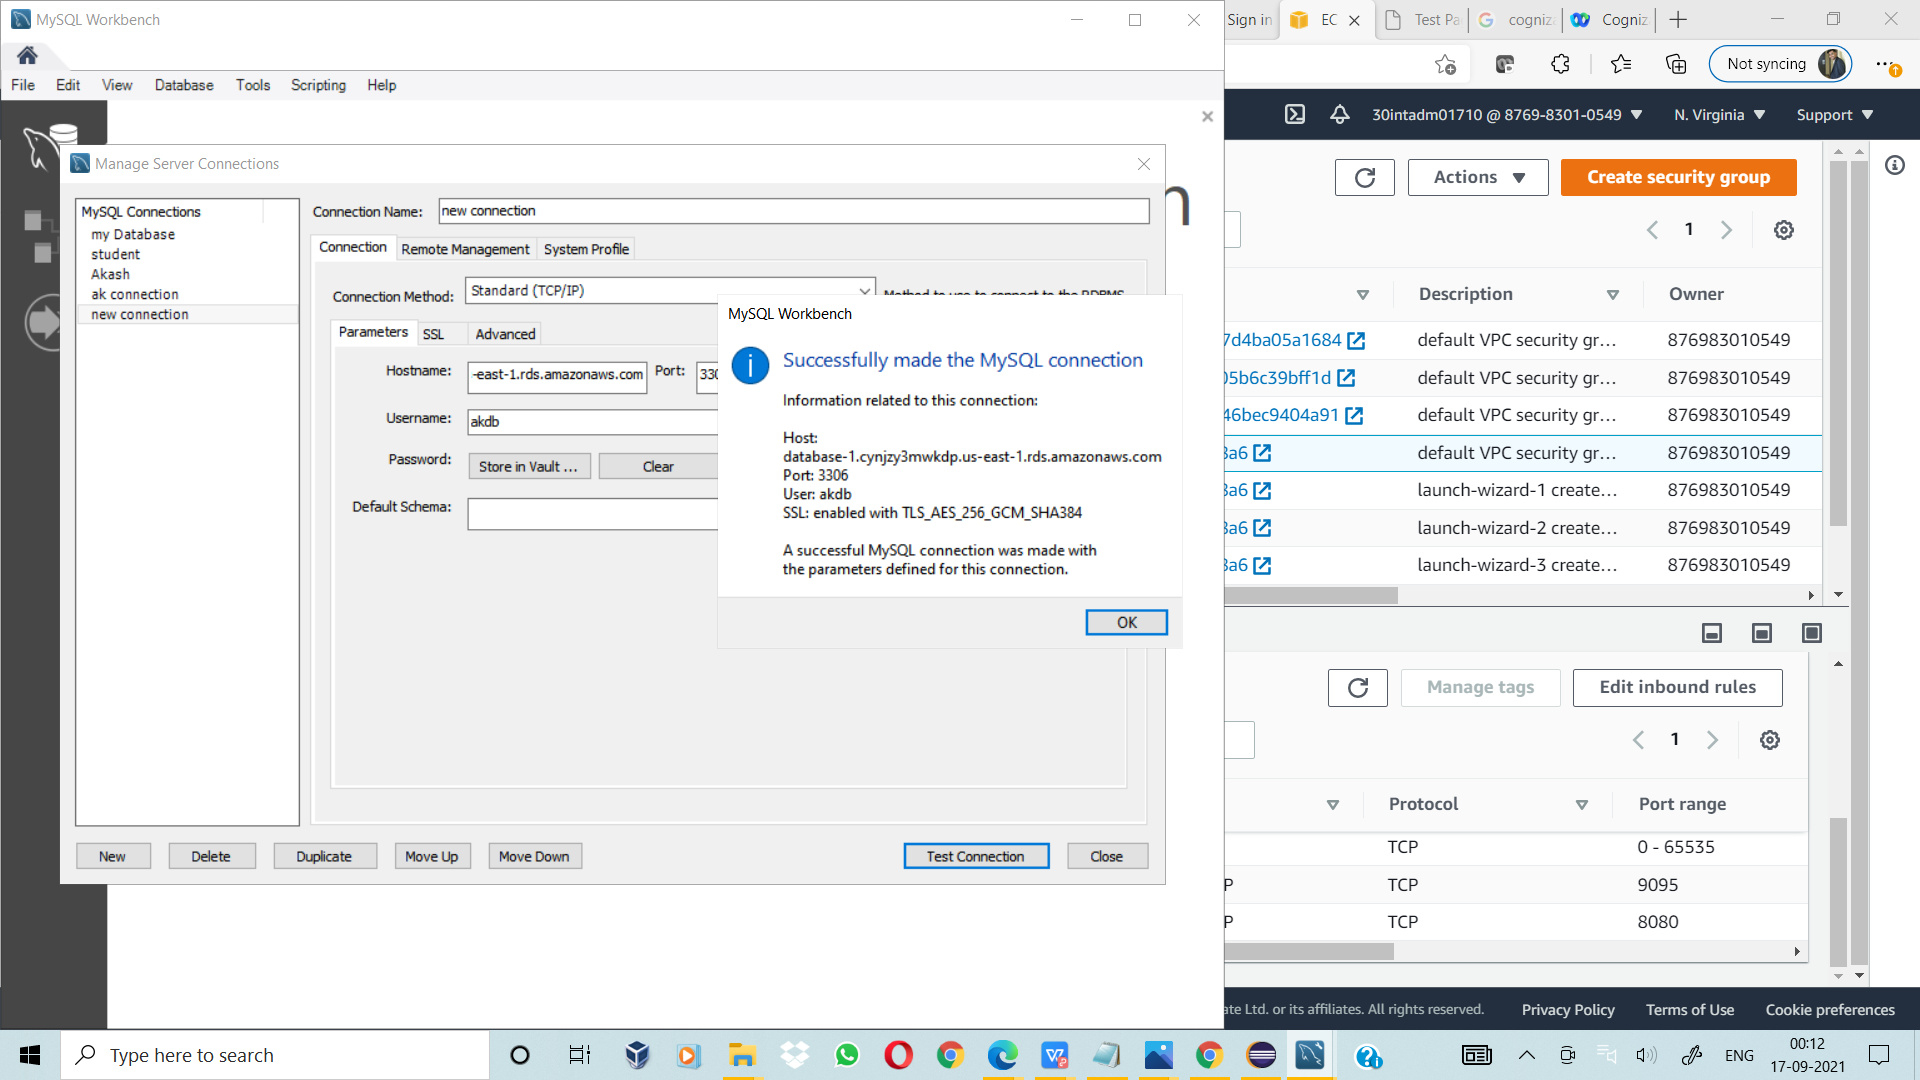 MySQL Workbench
File Edit View Database Tools Scripting Help
Manage Server Connections
MySQL Connections
my Database
student
Akash
ak connection
new connection
Connection Name: new connection
Connection Remote Management System Profile
Connection Method: Standard (TCP/IP)
Parameters SSL Advanced
Hostname: -east-1.rds.amazonaws.com Port:
Username: akdb
Password: Store in Vault ... Clear
Default Schema:
MySQL Workbench
Successfully made the MySQL connection
Information related to this connection:
Host:
database-1.cynjzy3mwkdp.us-east-1.rds.amazonaws.com
Port: 3306
User: akdb
SSL: enabled with TLS_AES_256_GCM_SHA384
A successful MySQL connection was made with
the parameters defined for this connection.
OK
New Delete Duplicate Move Up Move Down Test Connection Close
Sign in EC Test Pa cogniz Cogniz
Not syncing
30intadm01710 @ 8769-8301-0549 N. Virginia Support
Actions Create security group
1
Description Owner
7d4ba05a1684 default VPC security gr... 876983010549
05b6c39bff1d default VPC security gr... 876983010549
46bec9404a91 default VPC security gr... 876983010549
3a6 default VPC security gr... 876983010549
3a6 launch-wizard-1 create... 876983010549
3a6 launch-wizard-2 create... 876983010549
3a6 launch-wizard-3 create... 876983010549
Manage tags Edit inbound rules
1
Protocol Port range
TCP 0 - 65535
P TCP 9095
P TCP 8080
ate Ltd. or its affiliates. All rights reserved. Privacy Policy Terms of Use Cookie preferences
Type here to search
ENG
00:12
17-09-2021